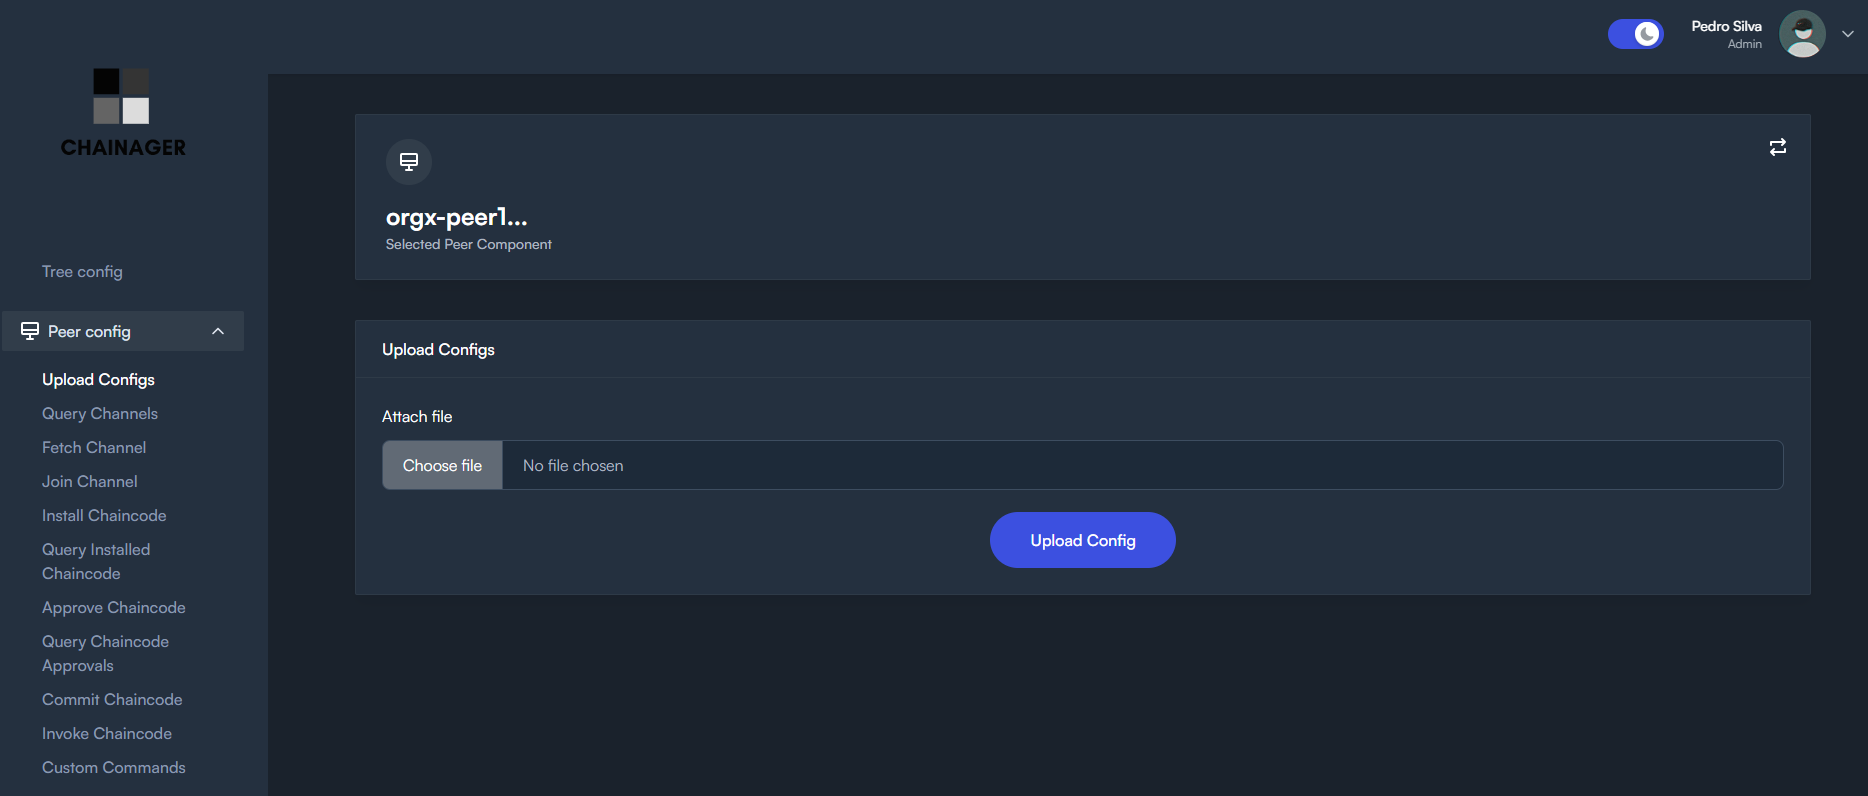 Pedro Silva
Admin
CHAINAGER
orgx-peer1...
Selected Peer Component
Tree config
Peer config
Upload Configs
Query Channels
Fetch Channel
Join Channel
Install Chaincode
Query Installed
Chaincode
Approve Chaincode
Query Chaincode
Approvals
Commit Chaincode
Invoke Chaincode
Custom Commands
Upload Configs
Attach file
Choose file
No file chosen
Upload Config